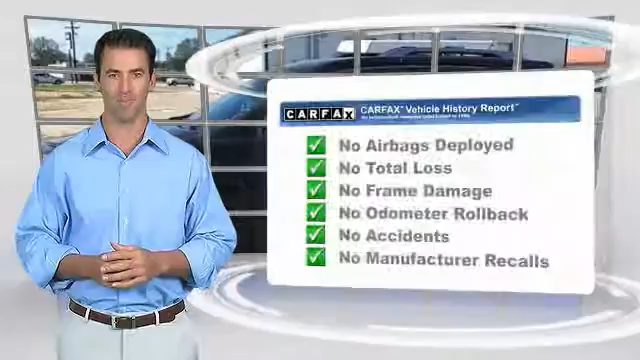 CARFAX CARFAX™ Vehicle History Report™
No Airbags Deployed
No Total Loss
No Frame Damage
No Odometer Rollback
No Accidents
No Manufacturer Recalls